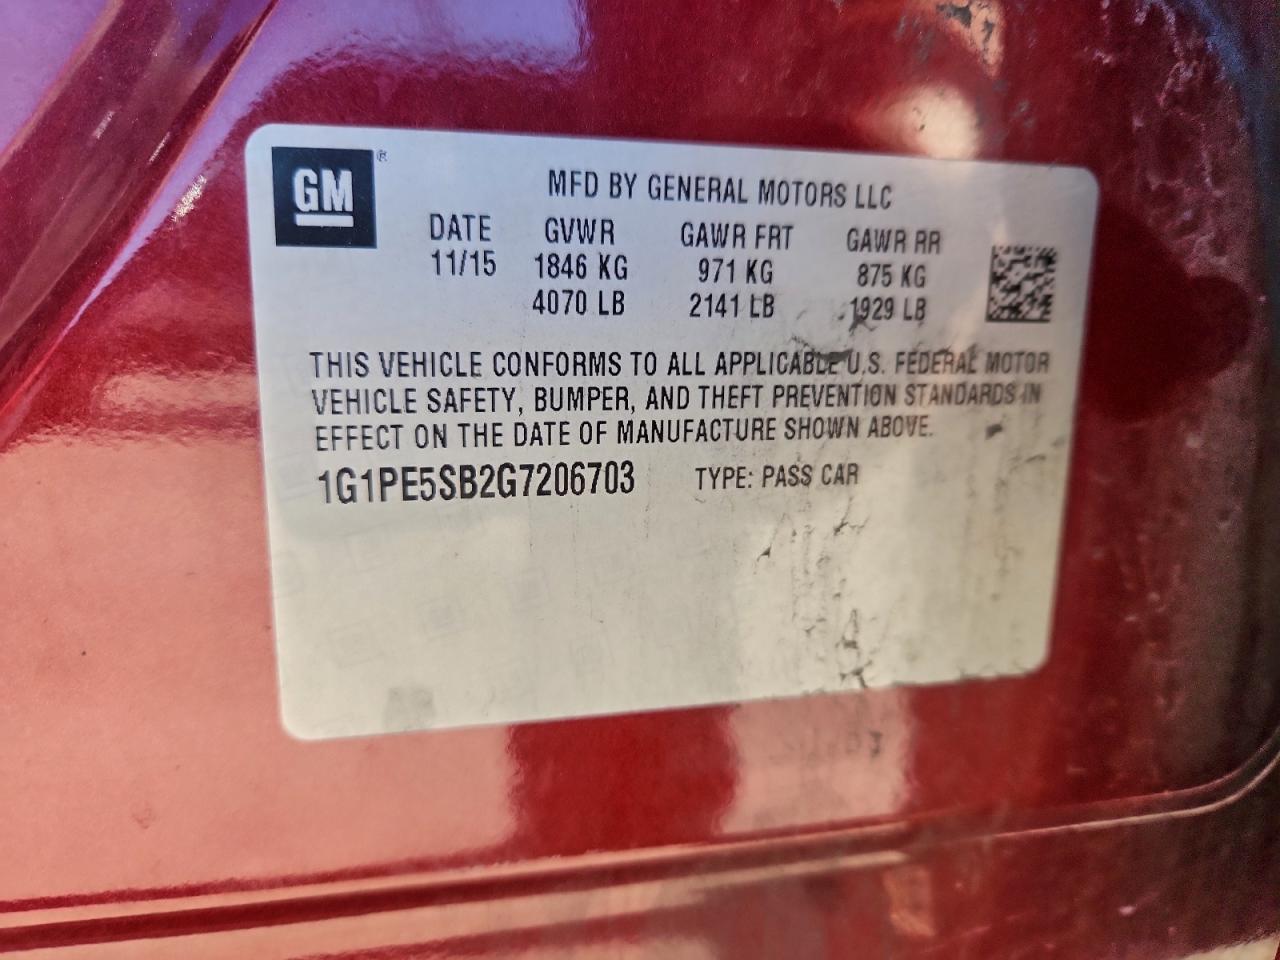 GM ®
MFD BY GENERAL MOTORS LLC
DATE GVWR GAWR FRT GAWR RR
11/15 1846 KG 971 KG 875 KG
4070 LB 2141 LB 1929 LB
THIS VEHICLE CONFORMS TO ALL APPLICABLE U.S. FEDERAL MOTOR
VEHICLE SAFETY, BUMPER, AND THEFT PREVENTION STANDARDS IN
EFFECT ON THE DATE OF MANUFACTURE SHOWN ABOVE.
1G1PE5SB2G7206703 TYPE: PASS CAR